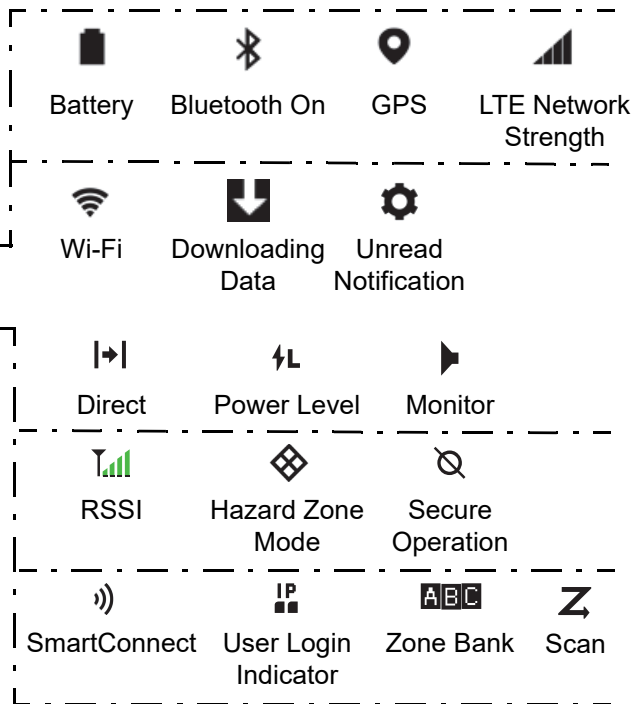 Battery Bluetooth On GPS LTE Network
Strength
Wi-Fi Downloading Unread
Data Notification
Direct Power Level Monitor
L
RSSI Hazard Zone Secure
Mode Operation
IP ABC Z
SmartConnect User Login Zone Bank Scan
Indicator